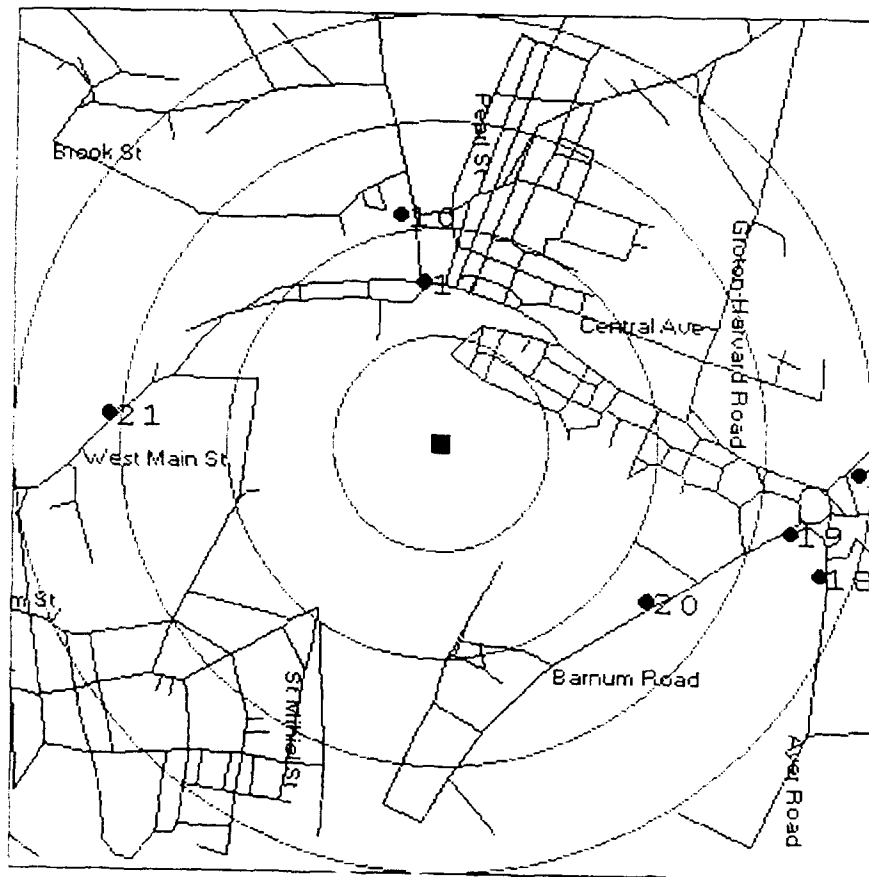 Pearl St
Brook St
10
Groton-Harvard Road
1
Central Ave
21
West Main St
19
18
m St
20
Barnum Road
St Mihiel St
Ayer Road